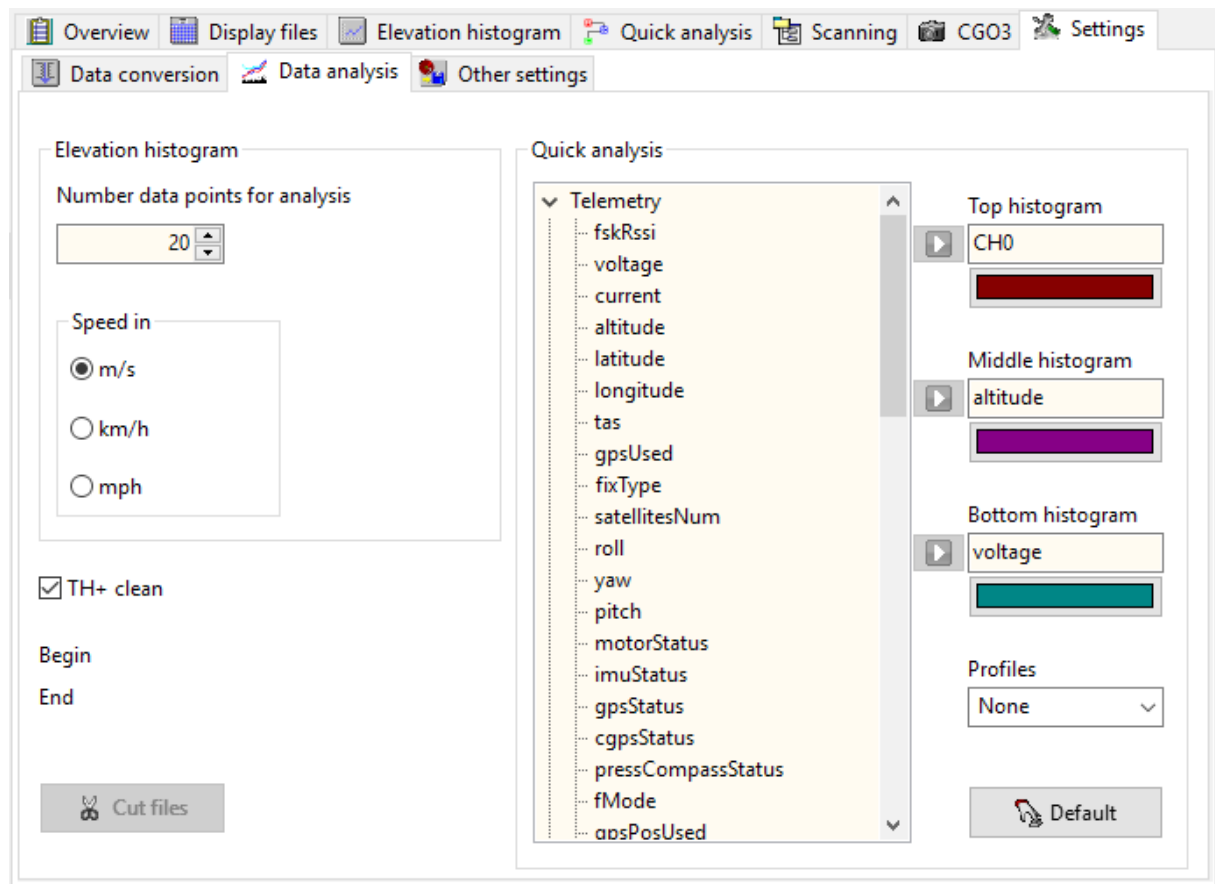 Overview Display files Elevation histogram Quick analysis Scanning CGO3 Settings
Data conversion Data analysis Other settings
Elevation histogram
Number data points for analysis
20
Speed in
m/s
km/h
mph
TH+ clean
Begin
End
Cut files
Quick analysis
Telemetry
fskRssi
voltage
current
altitude
latitude
longitude
tas
gpsUsed
fixType
satellitesNum
roll
yaw
pitch
motorStatus
imuStatus
gpsStatus
cgpsStatus
pressCompassStatus
fMode
gpsPosUsed
Top histogram
CH0
Middle histogram
altitude
Bottom histogram
voltage
Profiles
None
Default